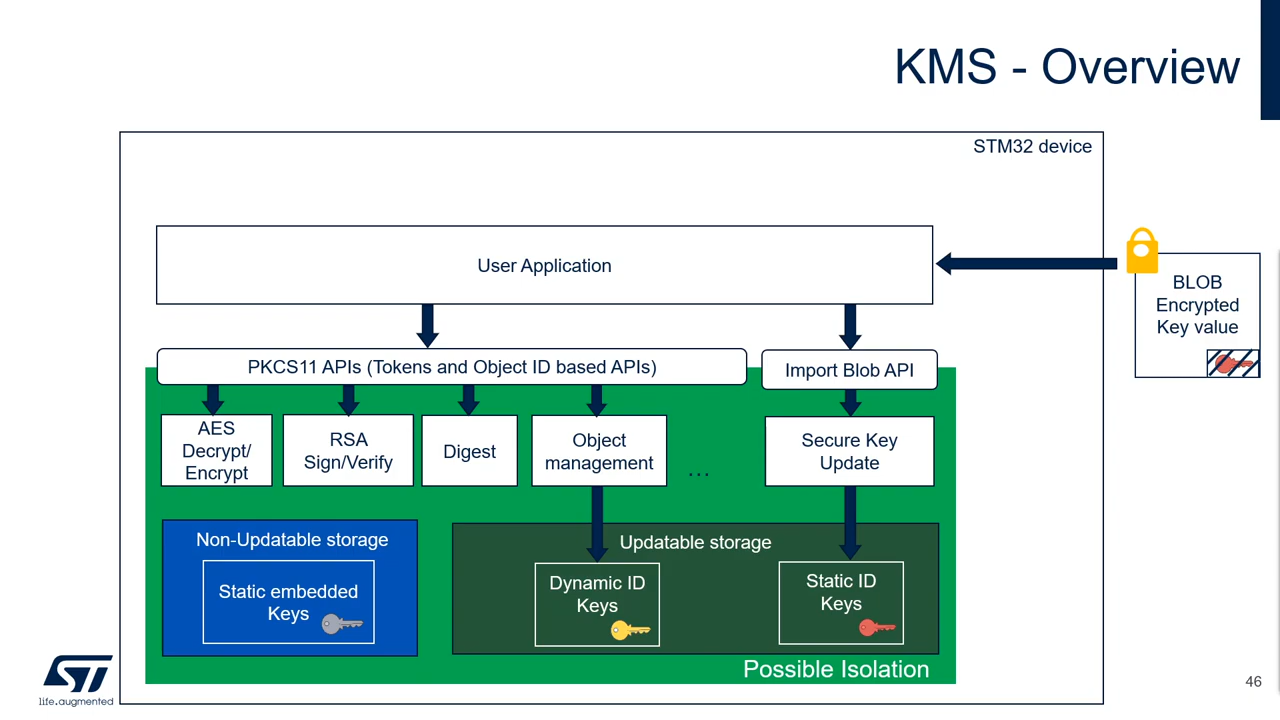 KMS - Overview
STM32 device
User Application
BLOB
Encrypted
Key value
PKCS11 APIs (Tokens and Object ID based APIs)
Import Blob API
AES
Decrypt/
Encrypt
RSA
Sign/Verify
Digest
Object
management
...
Secure Key
Update
Non-Updatable storage
Static embedded
Keys
Updatable storage
Dynamic ID
Keys
Static ID
Keys
Possible Isolation
ST
life.augmented
46